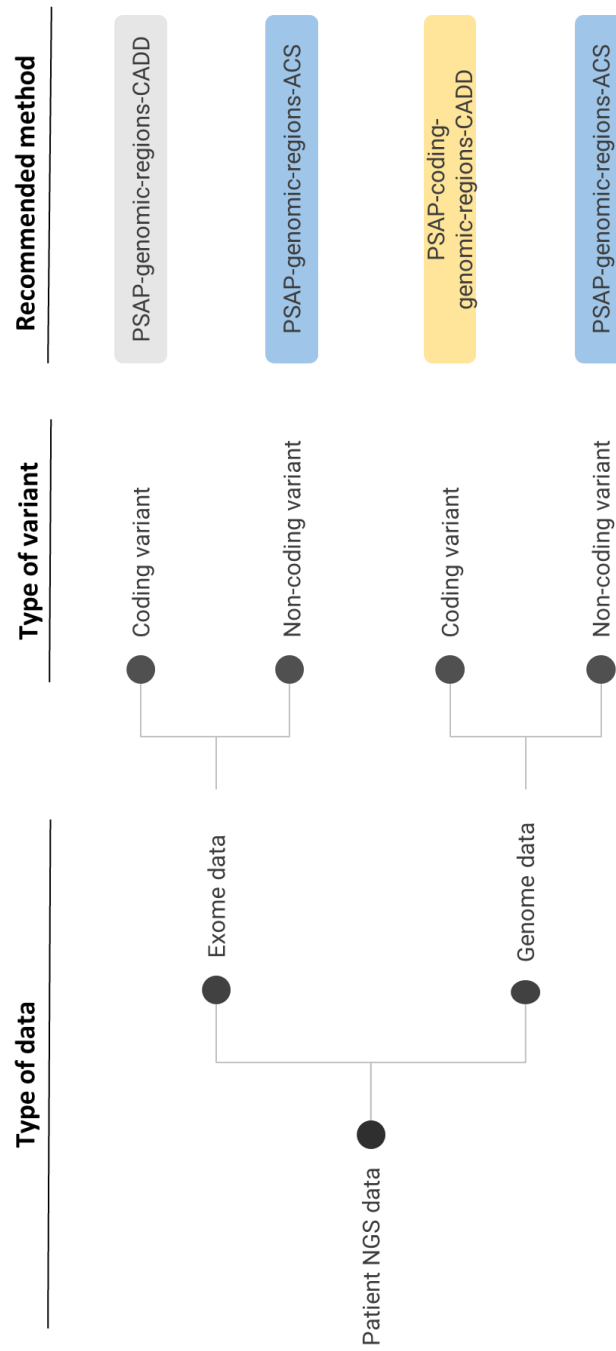 Type of data
Type of variant
Recommended method
Patient NGS data
Exome data
Coding variant
PSAP-genomic-regions-CADD
Non-coding variant
PSAP-genomic-regions-ACS
Genome data
Coding variant
PSAP-coding-
genomic-regions-CADD
Non-coding variant
PSAP-genomic-regions-ACS